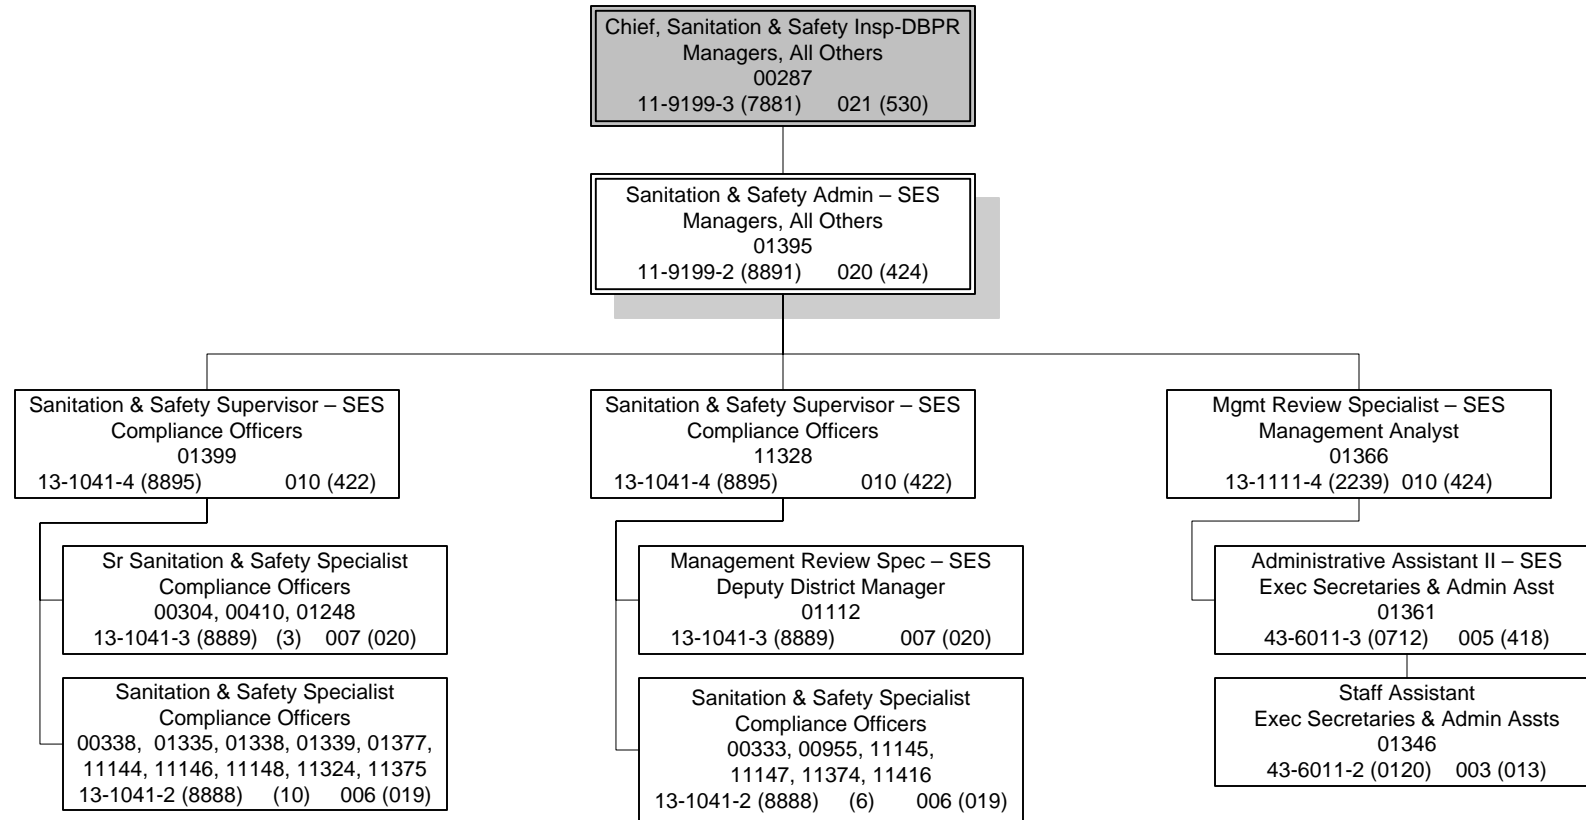 Chief, Sanitation & Safety Insp-DBPR
Managers, All Others
00287
11-9199-3 (7881) 021 (530)
Sanitation & Safety Admin – SES
Managers, All Others
01395
11-9199-2 (8891) 020 (424)
Sanitation & Safety Supervisor – SES
Compliance Officers
01399
13-1041-4 (8895) 010 (422)
Sr Sanitation & Safety Specialist
Compliance Officers
00304, 00410, 01248
13-1041-3 (8889) (3) 007 (020)
Sanitation & Safety Specialist
Compliance Officers
00338, 01335, 01338, 01339, 01377,
11144, 11146, 11148, 11324, 11375
13-1041-2 (8888) (10) 006 (019)
Sanitation & Safety Supervisor – SES
Compliance Officers
11328
13-1041-4 (8895) 010 (422)
Management Review Spec – SES
Deputy District Manager
01112
13-1041-3 (8889) 007 (020)
Sanitation & Safety Specialist
Compliance Officers
00333, 00955, 11145,
11147, 11374, 11416
13-1041-2 (8888) (6) 006 (019)
Mgmt Review Specialist – SES
Management Analyst
01366
13-1111-4 (2239) 010 (424)
Administrative Assistant II – SES
Exec Secretaries & Admin Asst
01361
43-6011-3 (0712) 005 (418)
Staff Assistant
Exec Secretaries & Admin Assts
01346
43-6011-2 (0120) 003 (013)